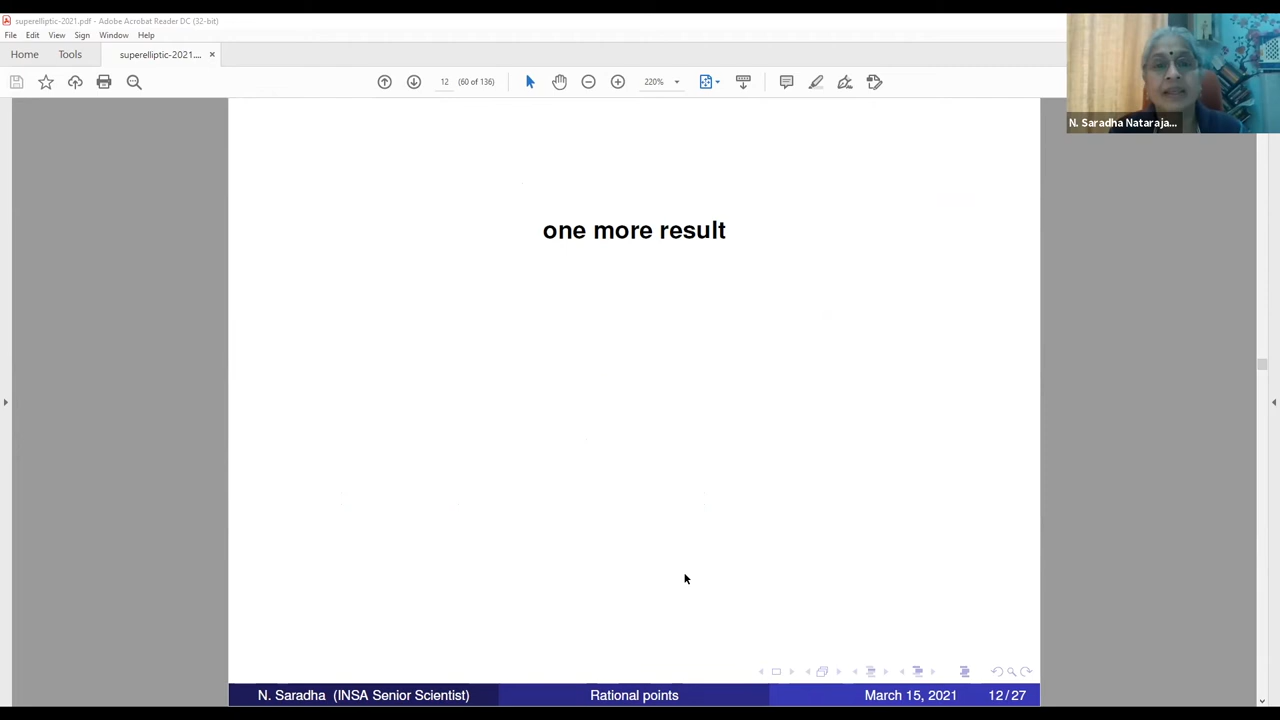 superelliptic-2021.pdf - Adobe Acrobat Reader DC (32-bit)
File Edit View Sign Window Help
Home Tools superelliptic-2021.... ×
12 (60 of 136) 220%
N. Saradha Nataraja...
one more result
N. Saradha (INSA Senior Scientist) Rational points March 15, 2021 12/27